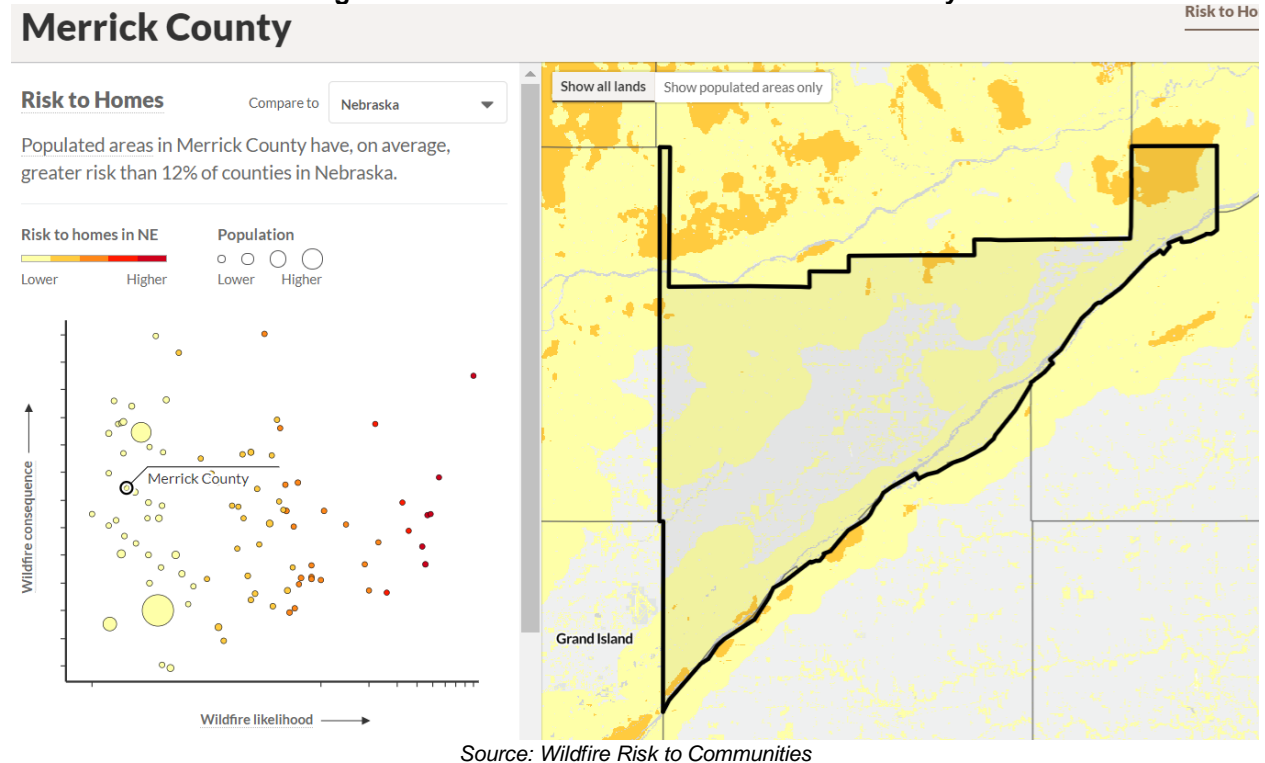 Merrick County
Risk to Ho
Risk to Homes
Compare to
Nebraska
Populated areas in Merrick County have, on average,
greater risk than 12% of counties in Nebraska.
Risk to homes in NE
Lower
Higher
Population
Lower
Higher
Wildfire consequence
Merrick County
Wildfire likelihood
Show all lands
Show populated areas only
Grand Island
Source: Wildfire Risk to Communities